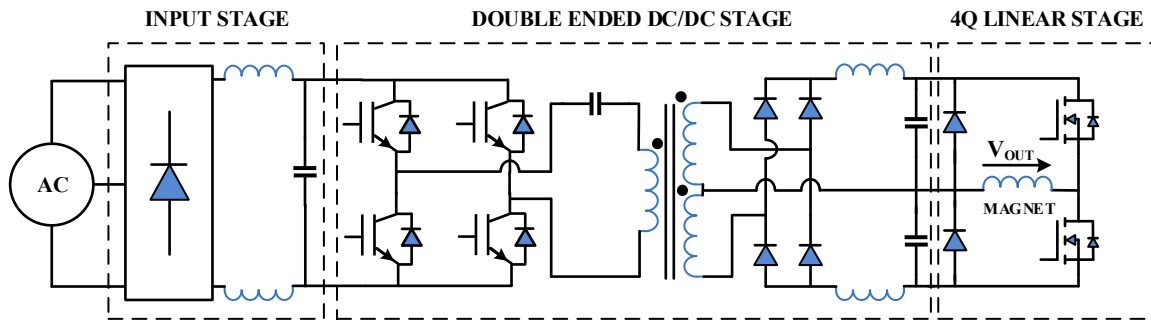 INPUT STAGE
DOUBLE ENDED DC/DC STAGE
4Q LINEAR STAGE
AC
VOUT
MAGNET